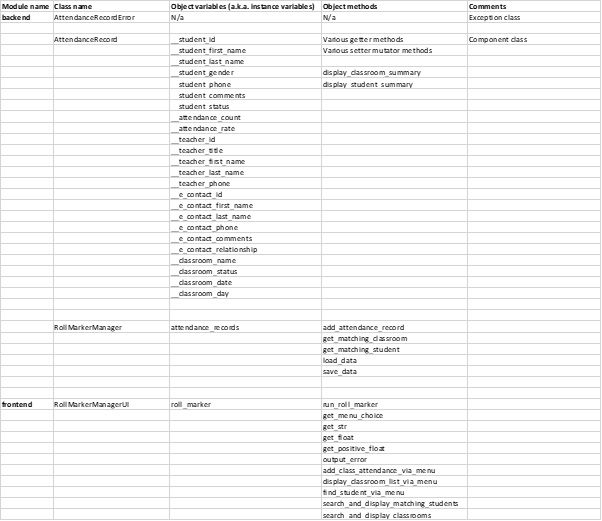 Module name Class name Object variables (a.k.a. instance variables) Object methods Comments
backend AttendanceRecordError N/a N/a Exception class
AttendanceRecord __student_id Various getter methods Component class
__student_first_name Various setter mutator methods
__student_last_name
__student_gender display_classroom_summary
__student_phone display_student_summary
__student_comments
__student_status
__attendance_count
__attendance_rate
__teacher_id
__teacher_title
__teacher_first_name
__teacher_last_name
__teacher_phone
__e_contact_id
__e_contact_first_name
__e_contact_last_name
__e_contact_phone
__e_contact_comments
__e_contact_relationship
__classroom_name
__classroom_status
__classroom_date
__classroom_day
RollMarkerManager attendance_records add_attendance_record
get_matching_classroom
get_matching_student
load_data
save_data
frontend RollMarkerManagerUI roll_marker run_roll_marker
get_menu_choice
get_str
get_float
get_positive_float
output_error
add_class_attendance_via_menu
display_classroom_list_via_menu
find_student_via_menu
search_and_display_matching_students
search_and_display_classrooms